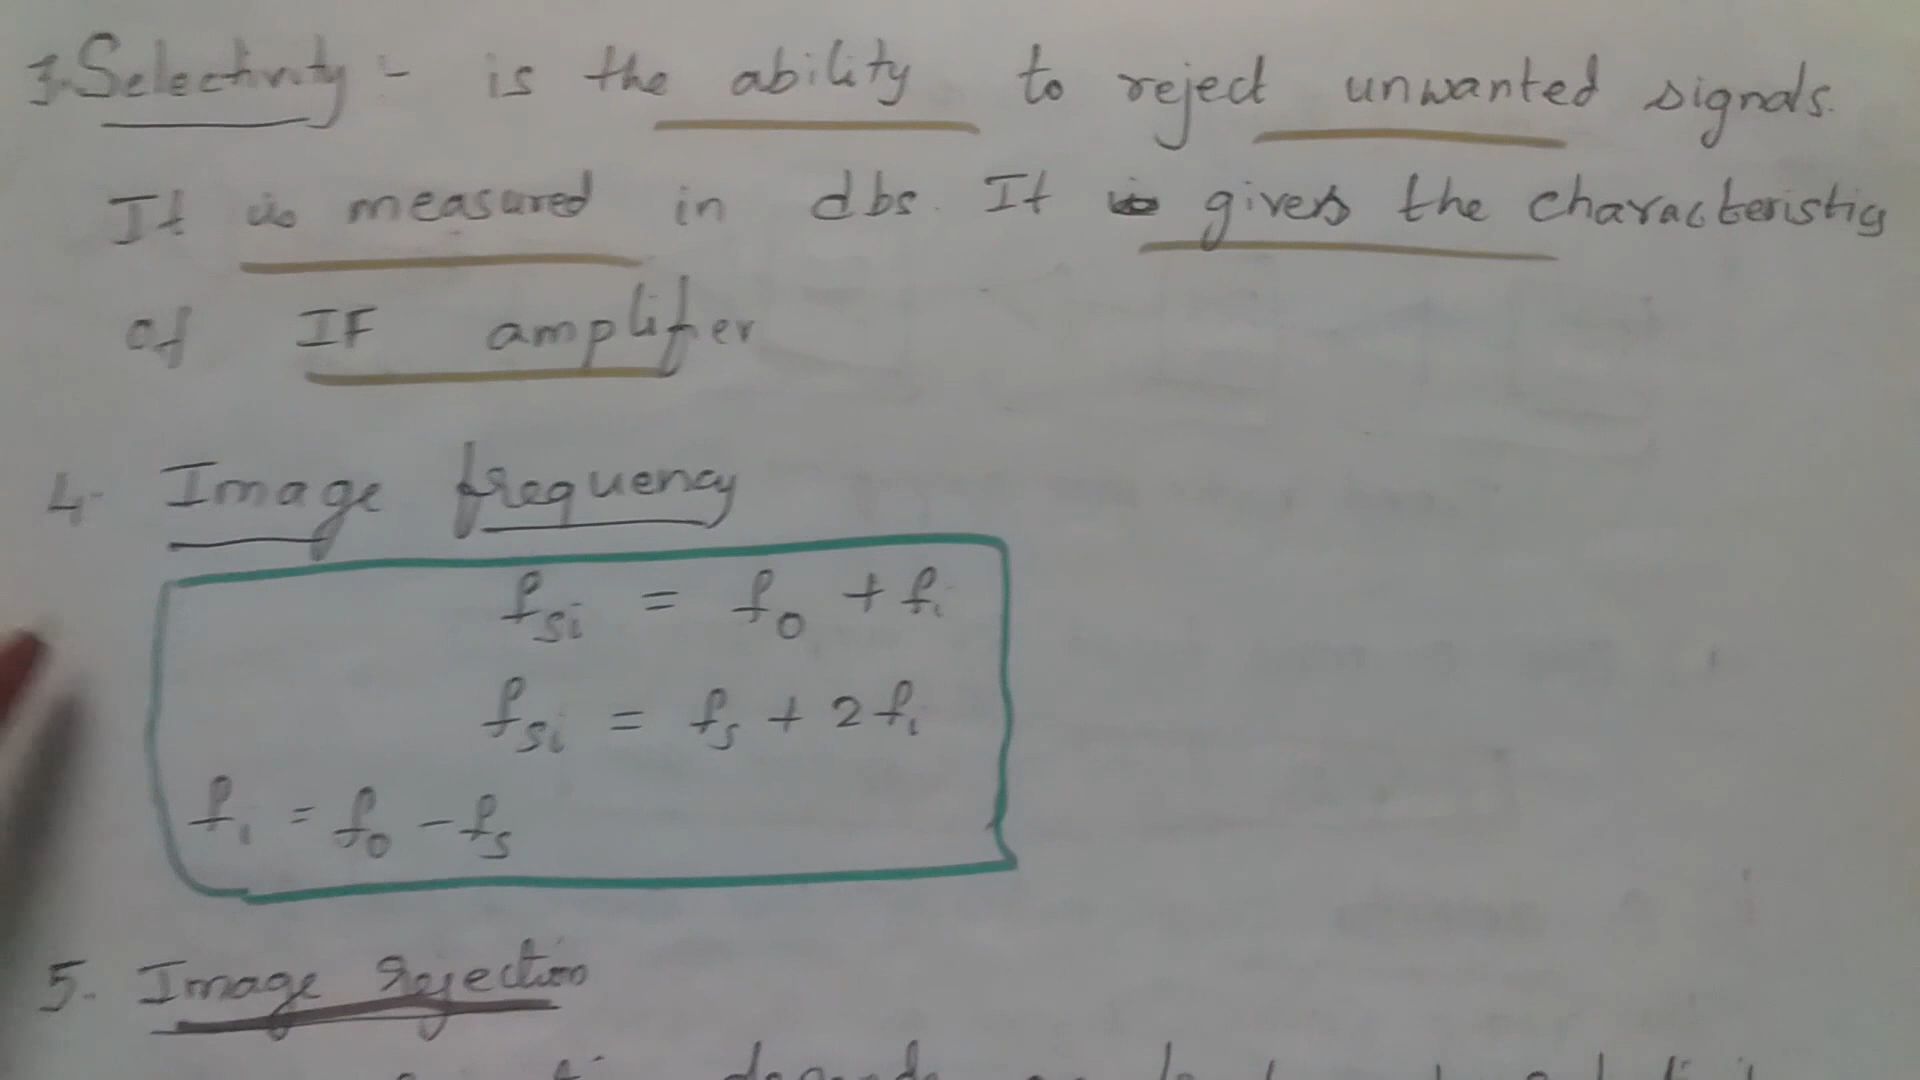 3. Selectivity :- is the ability to reject unwanted signals.
It is measured in dbs. It gives the characteristics
of IF amplifier
4. Image frequency
fsi = fo + fi
fsi = fs + 2fi
fi = fo - fs
5. Image Rejection
depends